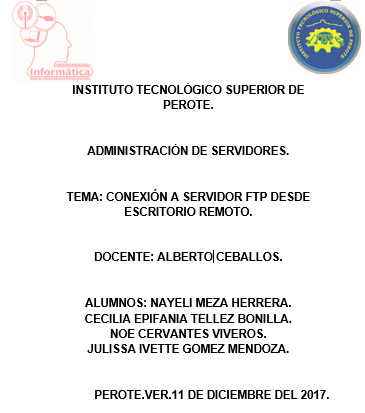 Informática
INSTITUTO TECNOLÓGICO SUPERIOR DE PEROTE
INSTITUTO TECNOLÓGICO SUPERIOR DE
PEROTE.
ADMINISTRACIÓN DE SERVIDORES.
TEMA: CONEXIÓN A SERVIDOR FTP DESDE
ESCRITORIO REMOTO.
DOCENTE: ALBERTO CEBALLOS.
ALUMNOS: NAYELI MEZA HERRERA.
CECILIA EPIFANIA TELLEZ BONILLA.
NOE CERVANTES VIVEROS.
JULISSA IVETTE GOMEZ MENDOZA.
PEROTE.VER.11 DE DICIEMBRE DEL 2017.